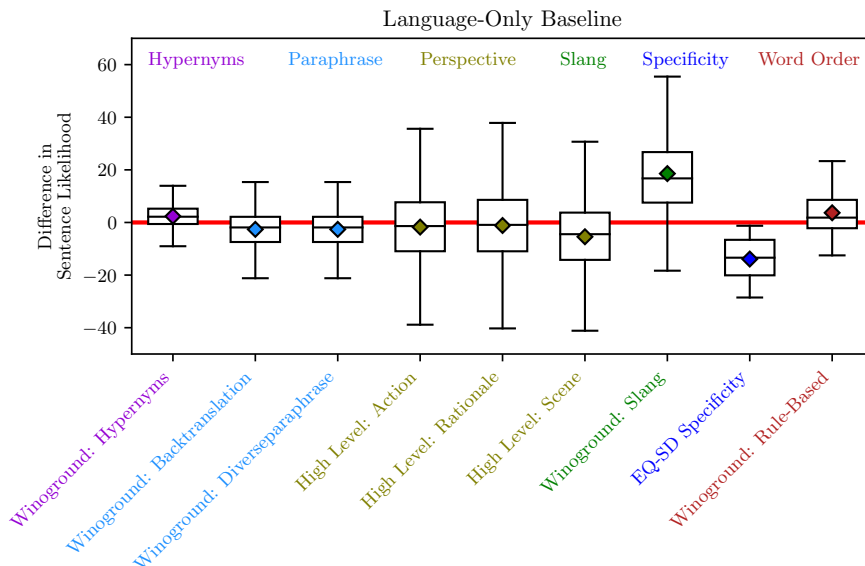 Language-Only Baseline
Hypernyms Paraphrase Perspective Slang Specificity Word Order
Difference in
Sentence Likelihood
60
40
20
0
−20
−40
Winoground: Hypernyms
Winoground: Backtranslation
Winoground: Diverseparaphrase
High Level: Action
High Level: Rationale
High Level: Scene
Winoground: Slang
EQ-SD Specificity
Winoground: Rule-Based